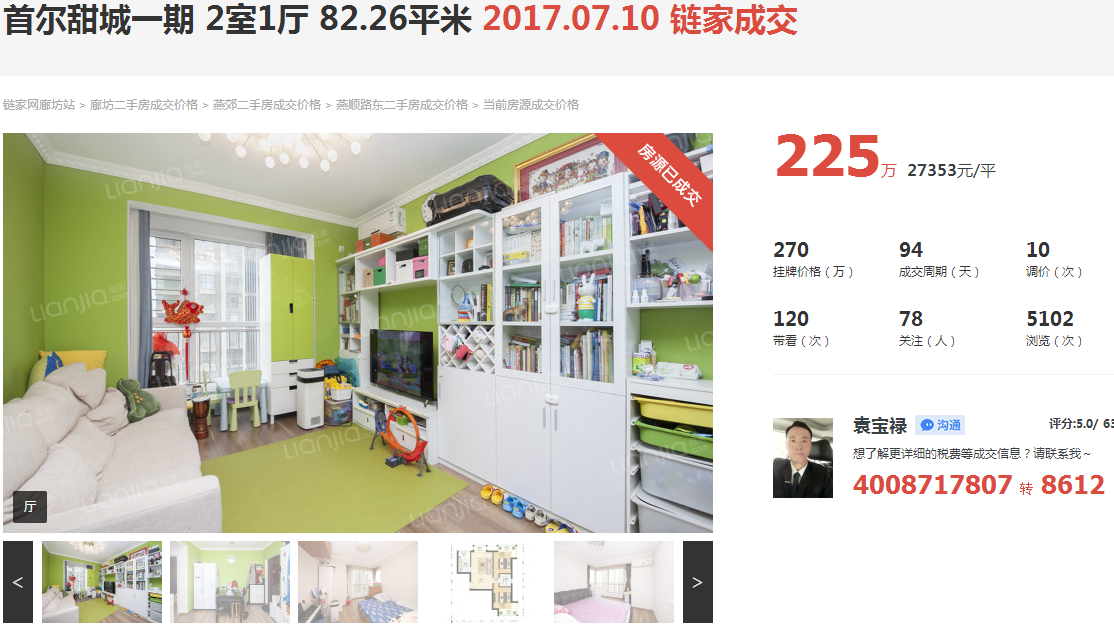 首尔甜城一期 2室1厅 82.26平米 2017.07.10 链家成交
链家网廊坊站 > 廊坊二手房成交价格 > 燕郊二手房成交价格 > 燕顺路东二手房成交价格 > 当前房源成交价格
房源已成交
225万 27353元/平
270 94 10
挂牌价格（万） 成交周期（天） 调价（次）
120 78 5102
带看（次） 关注（人） 浏览（次）
袁宝禄 沟通 评分:5.0/ 63
想了解更详细的税费等成交信息？请联系我～
4008717807 转 8612
Lianjia.com
厅
< >